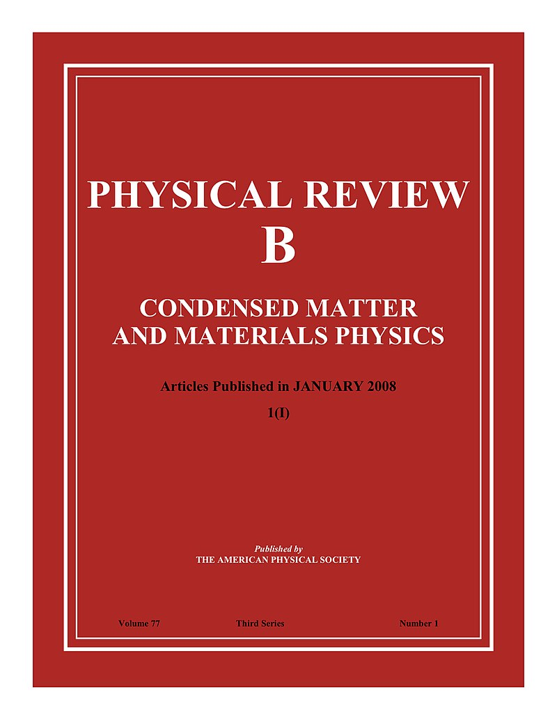 PHYSICAL REVIEW
B
CONDENSED MATTER
AND MATERIALS PHYSICS
Articles Published in JANUARY 2008
1(I)
Published by
THE AMERICAN PHYSICAL SOCIETY
Volume 77 Third Series Number 1